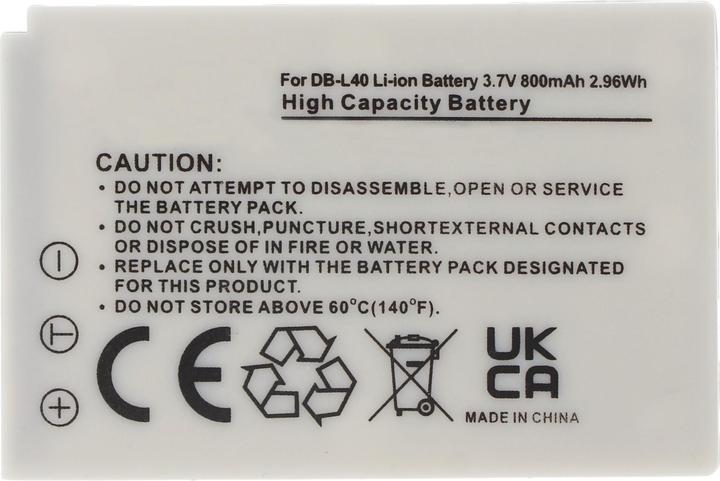 For DB-L40 Li-ion Battery 3.7V 800mAh 2.96Wh
High Capacity Battery
CAUTION:
• DO NOT ATTEMPT TO DISASSEMBLE,OPEN OR SERVICE
THE BATTERY PACK.
• DO NOT CRUSH,PUNCTURE,SHORTEXTERNAL CONTACTS
OR DISPOSE OF IN FIRE OR WATER.
• REPLACE ONLY WITH THE BATTERY PACK DESIGNATED
FOR THIS PRODUCT.
• DO NOT STORE ABOVE 60°C(140°F).
−
T
+
CE
UK
CA
MADE IN CHINA